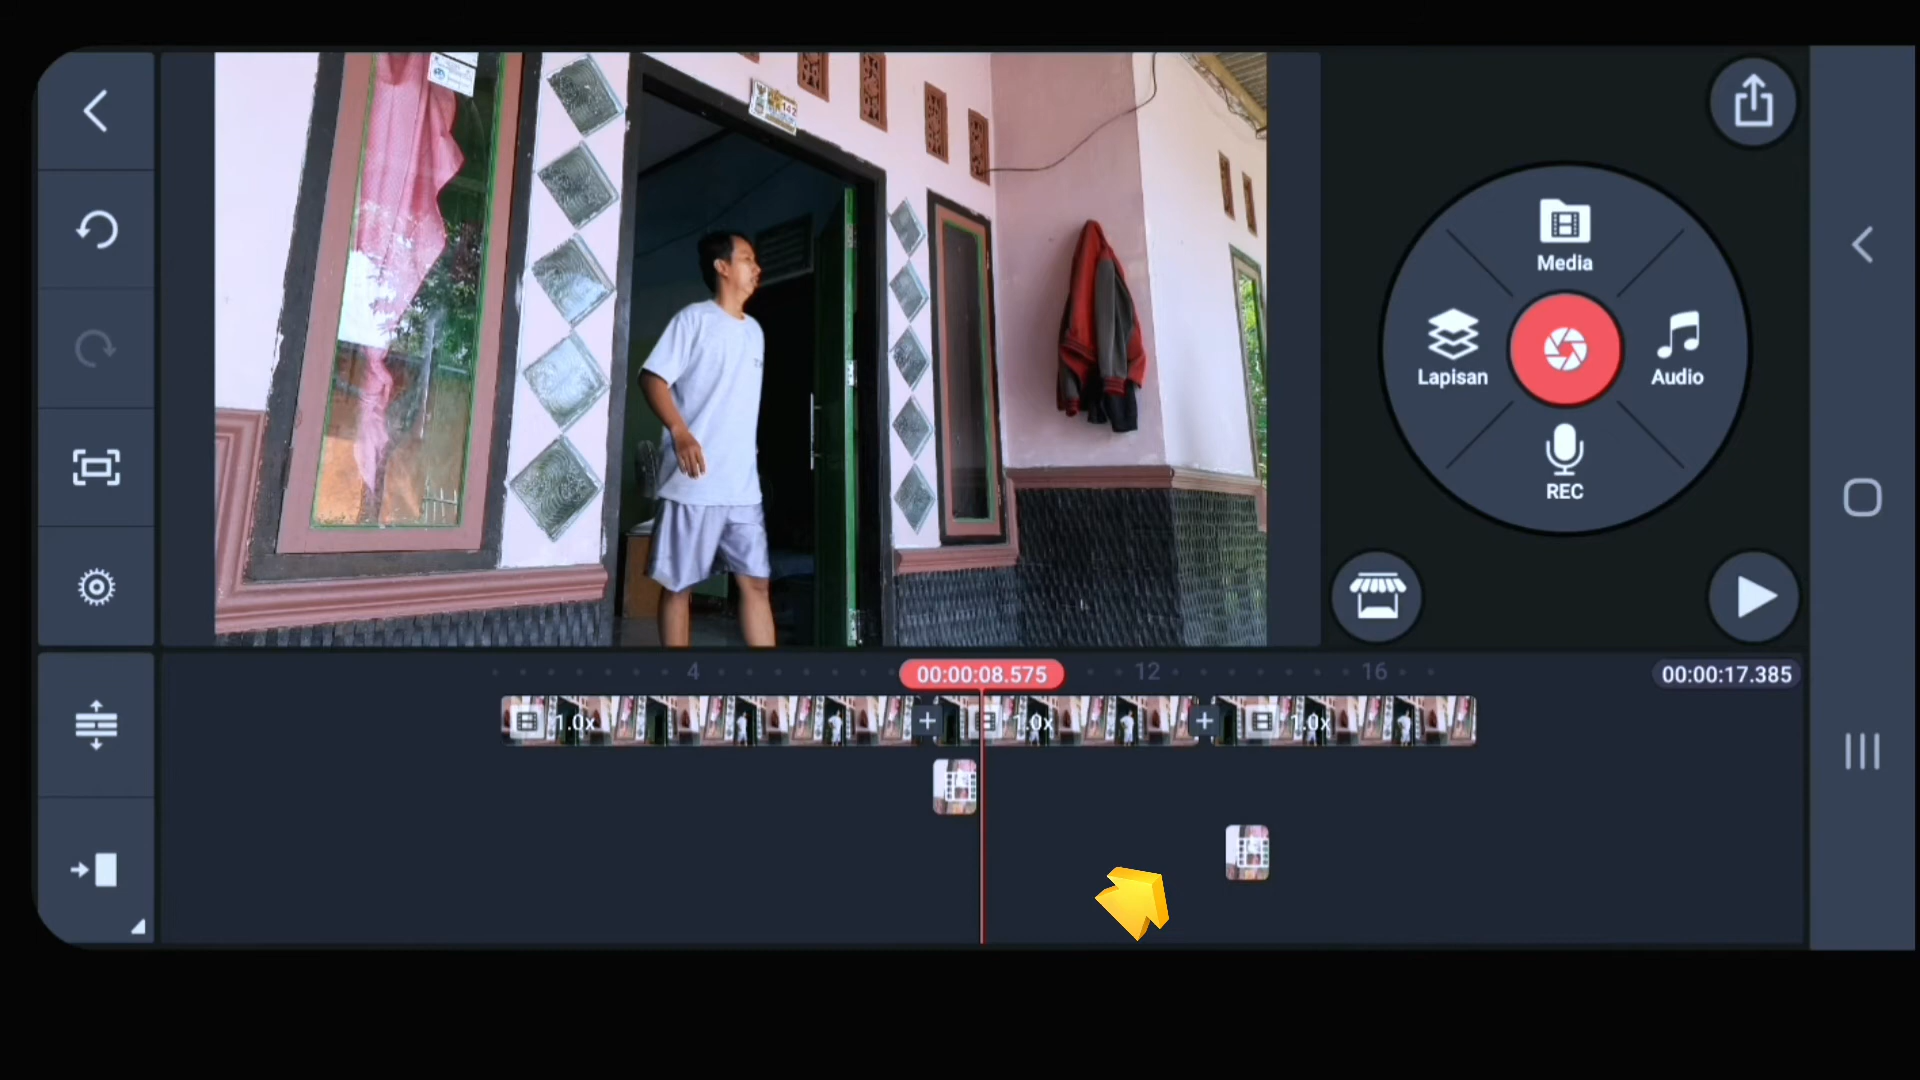 142
Media
Lapisan
Audio
REC
4
00:00:08.575
12
16
00:00:17.385
1.0x
1.0x
1.0x